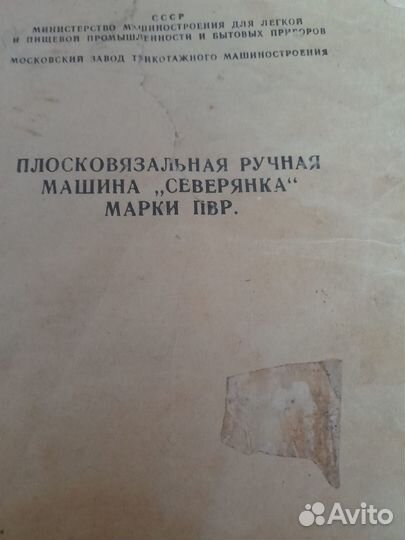 СССР
МИНИСТЕРСТВО МАШИНОСТРОЕНИЯ ДЛЯ ЛЕГКОЙ
И ПИЩЕВОЙ ПРОМЫШЛЕННОСТИ И БЫТОВЫХ ПРИБОРОВ
МОСКОВСКИЙ ЗАВОД ТРИКОТАЖНОГО МАШИНОСТРОЕНИЯ
ПЛОСКОВЯЗАЛЬНАЯ РУЧНАЯ
МАШИНА „СЕВЕРЯНКА“
МАРКИ ПВР.
Avito